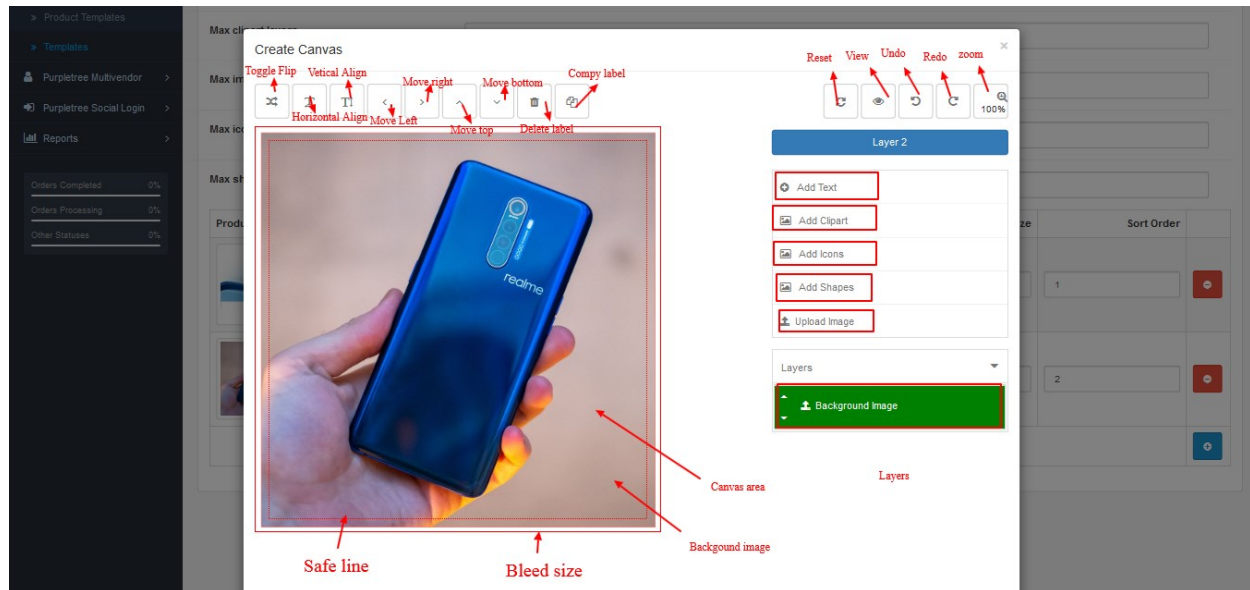 » Product Templates
» Templates
Purpletree Multivendor >
Purpletree Social Login >
Reports >
Orders Completed 0%
Orders Processing 0%
Other Statuses 0%
Create Canvas ×
Toggle Flip
Vetical Align
Move right
Move bottom
Compy label
Horizontal Align
Move Left
Move top
Delete label
Reset
View
Undo
Redo
zoom
100%
Layer 2
Add Text
Add Clipart
Add Icons
Add Shapes
Upload Image
Layers
Background Image
Layers
realme
Canvas area
Backgound image
Safe line
Bleed size
Max im
Max ico
Max sh
Produ
ze
Sort Order
1
2